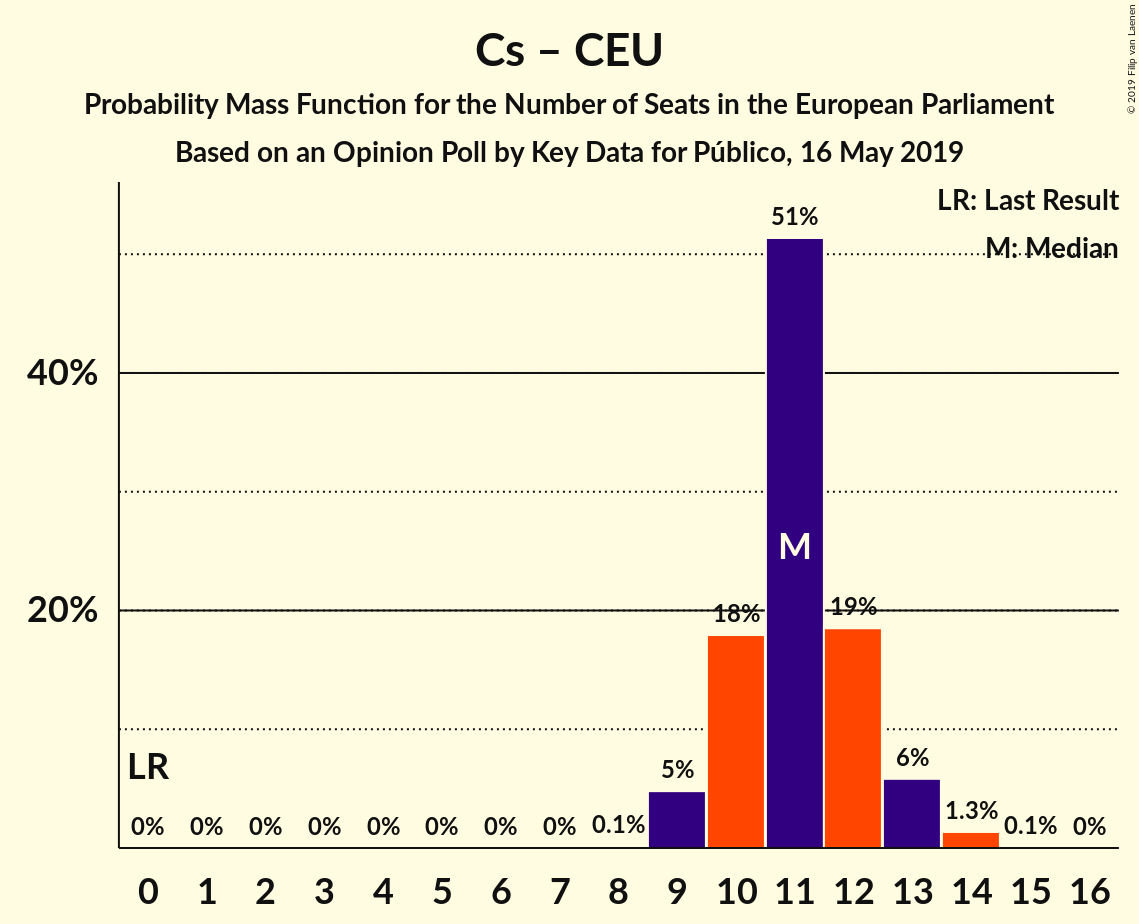 Cs – CEU
Probability Mass Function for the Number of Seats in the European Parliament
Based on an Opinion Poll by Key Data for Público, 16 May 2019
© 2019 Filip van Laenen
LR: Last Result
M: Median
51%
40%
M
20%
18%
19%
LR
5%
6%
0%
0%
0%
0%
0%
0%
0%
0%
0.1%
1.3%
0.1%
0%
0 1 2 3 4 5 6 7 8 9 10 11 12 13 14 15 16